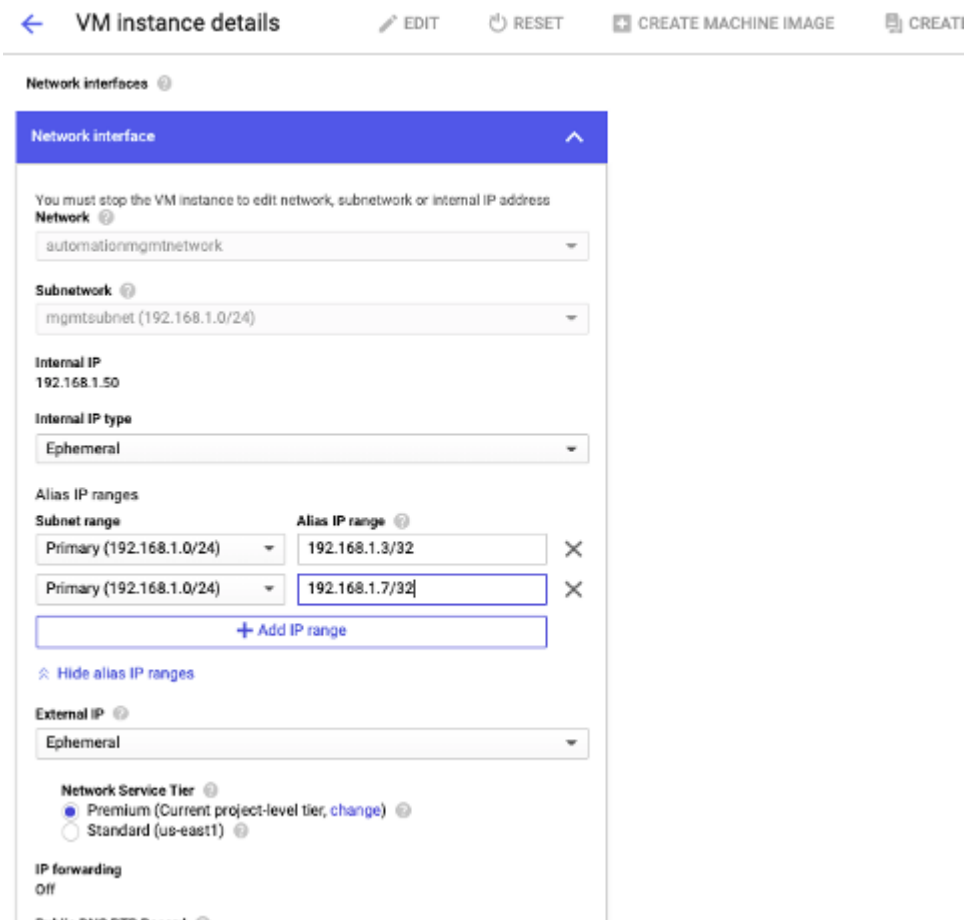 VM instance details EDIT RESET CREATE MACHINE IMAGE CREATE
Network interfaces
Network interface
You must stop the VM instance to edit network, subnetwork or internal IP address
Network
automationmgmtnetwork
Subnetwork
mgmtsubnet (192.168.1.0/24)
Internal IP
192.168.1.50
Internal IP type
Ephemeral
Alias IP ranges
Subnet range Alias IP range
Primary (192.168.1.0/24) 192.168.1.3/32
Primary (192.168.1.0/24) 192.168.1.7/32
+ Add IP range
Hide alias IP ranges
External IP
Ephemeral
Network Service Tier
Premium (Current project-level tier, change)
Standard (us-east1)
IP forwarding
Off